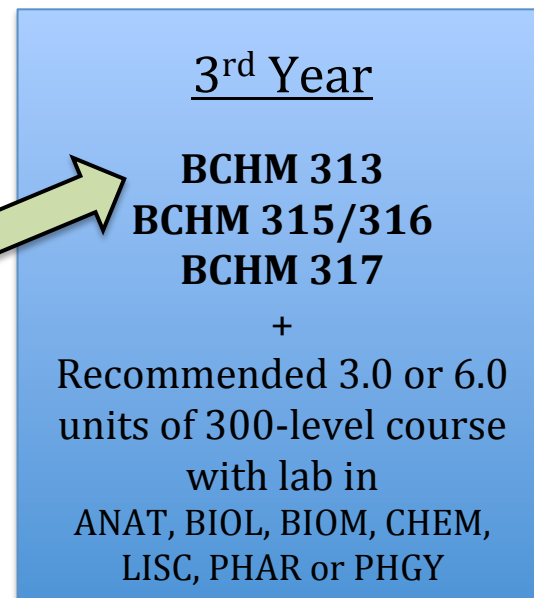 3rd Year
BCHM 313
BCHM 315/316
BCHM 317
+
Recommended 3.0 or 6.0
units of 300-level course
with lab in
ANAT, BIOL, BIOM, CHEM,
LISC, PHAR or PHGY